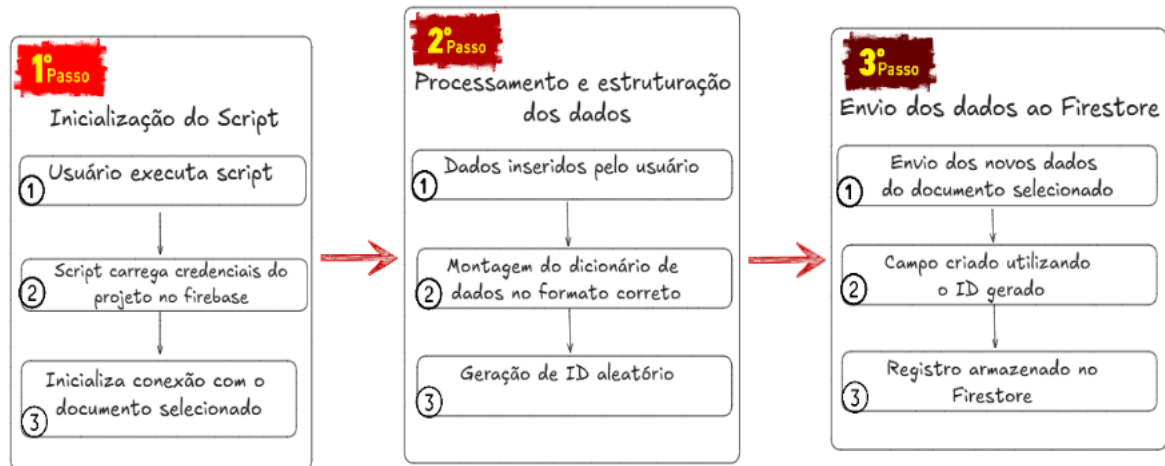 1º Passo
Inicialização do Script
Usuário executa script
1
Script carrega credenciais do
projeto no firebase
2
Inicializa conexão com o
documento selecionado
3
2º Passo
Processamento e estruturação
dos dados
Dados inseridos pelo usuário
1
Montagem do dicionário de
dados no formato correto
2
Geração de ID aleatório
3
3º Passo
Envio dos dados ao Firestore
Envio dos novos dados
do documento selecionado
1
Campo criado utilizando
o ID gerado
2
Registro armazenado no
Firestore
3